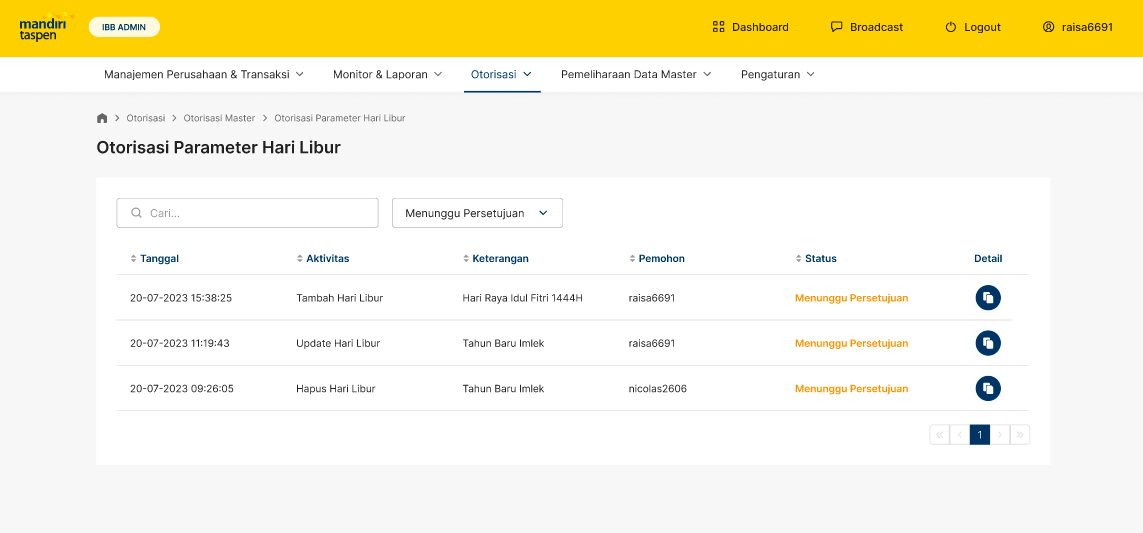 mandiri
taspen
IBB ADMIN
Dashboard
Broadcast
Logout
raisa6691
Manajemen Perusahaan & Transaksi
Monitor & Laporan
Otorisasi
Pemeliharaan Data Master
Pengaturan
Otorisasi > Otorisasi Master > Otorisasi Parameter Hari Libur
Otorisasi Parameter Hari Libur
Cari...
Menunggu Persetujuan
Tanggal Aktivitas Keterangan Pemohon Status Detail
20-07-2023 15:38:25 Tambah Hari Libur Hari Raya Idul Fitri 1444H raisa6691 Menunggu Persetujuan
20-07-2023 11:19:43 Update Hari Libur Tahun Baru Imlek raisa6691 Menunggu Persetujuan
20-07-2023 09:26:05 Hapus Hari Libur Tahun Baru Imlek nicolas2606 Menunggu Persetujuan
« < 1 > »